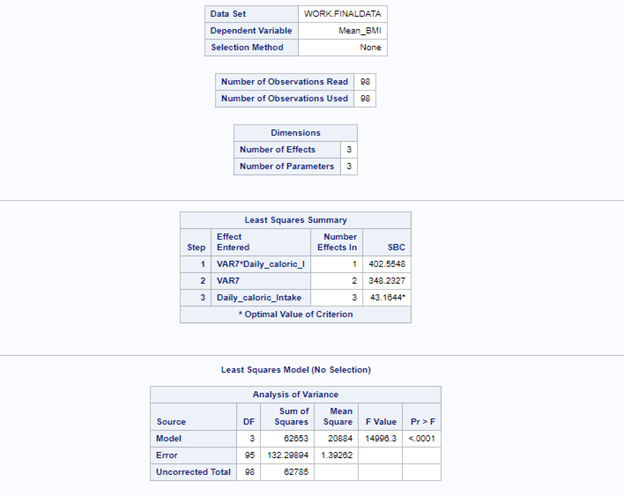 Data Set WORK.FINALDATA
Dependent Variable Mean_BMI
Selection Method None
Number of Observations Read 98
Number of Observations Used 98
Dimensions
Number of Effects 3
Number of Parameters 3
Least Squares Summary
Step Effect Entered Number Effects In SBC
1 VAR7*Daily_caloric_I 1 402.5548
2 VAR7 2 348.2327
3 Daily_caloric_Intake 3 43.1644*
* Optimal Value of Criterion
Least Squares Model (No Selection)
Analysis of Variance
Source DF Sum of Squares Mean Square F Value Pr > F
Model 3 62653 20884 14996.3 <.0001
Error 95 132.29894 1.39262
Uncorrected Total 98 62785